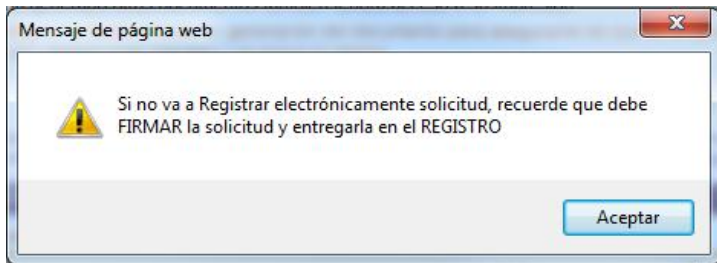 Mensaje de página web
Si no va a Registrar electrónicamente solicitud, recuerde que debe
FIRMAR la solicitud y entregarla en el REGISTRO
Aceptar